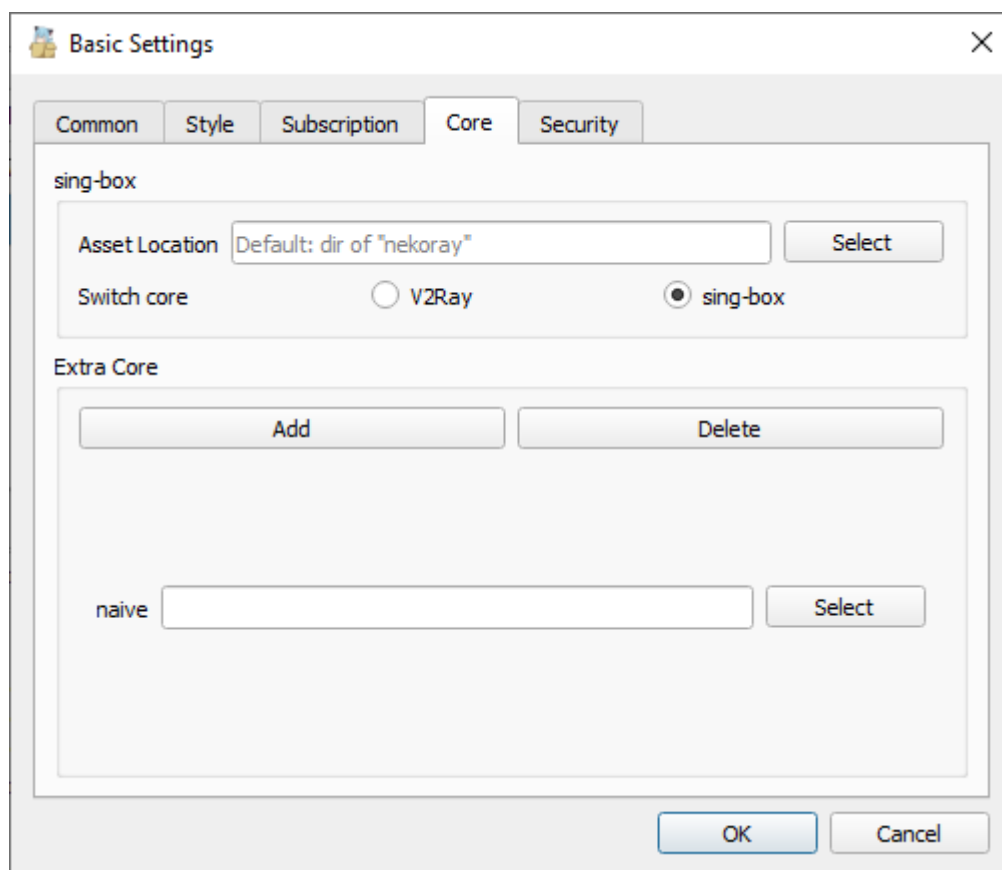 Basic Settings
Common Style Subscription Core Security
sing-box
Asset Location Default: dir of "nekoray" Select
Switch core V2Ray sing-box
Extra Core
Add Delete
naive Select
OK Cancel